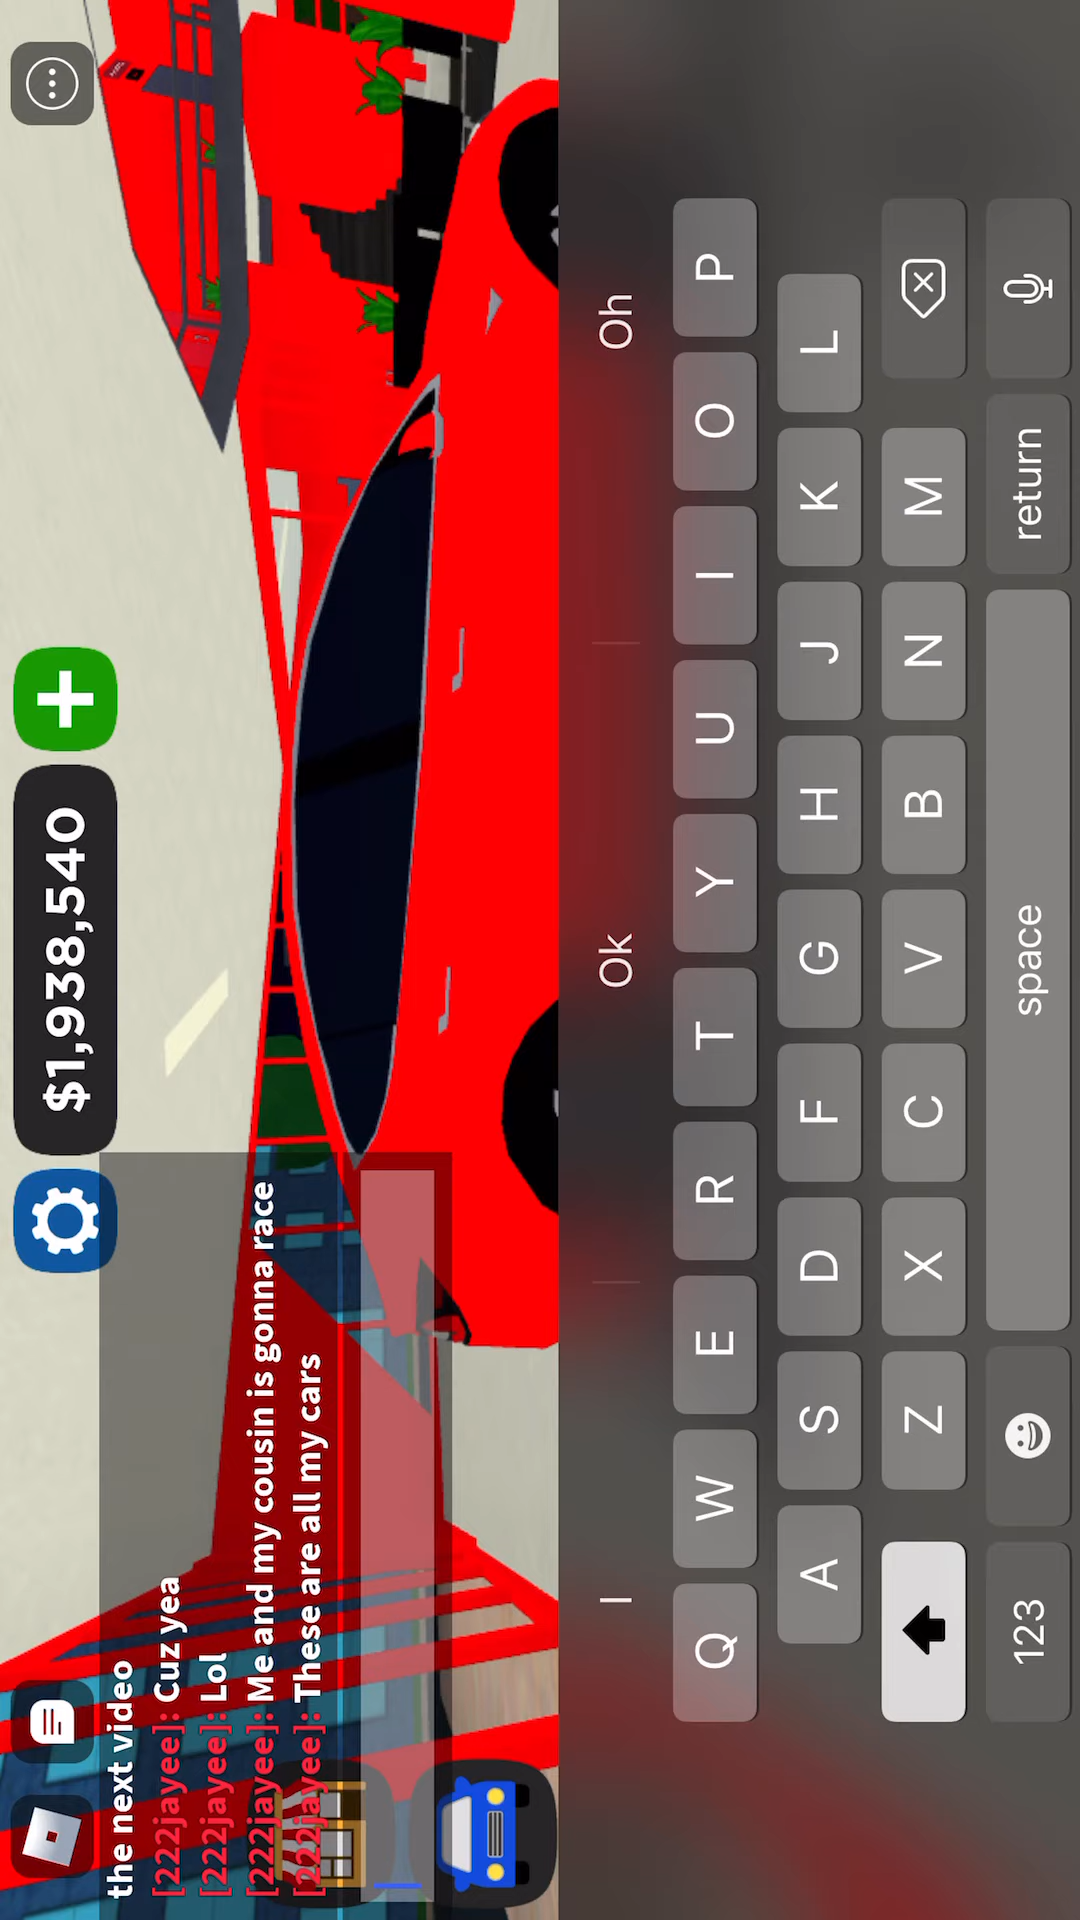 $1,938,540
the next video
[222jayee]: Cuz yea
[222jayee]: Lol
[222jayee]: Me and my cousin is gonna race
[222jayee]: These are all my cars
I Ok Oh
Q W E R T Y U I O P
A S D F G H J K L
Z X C V B N M
123 space return